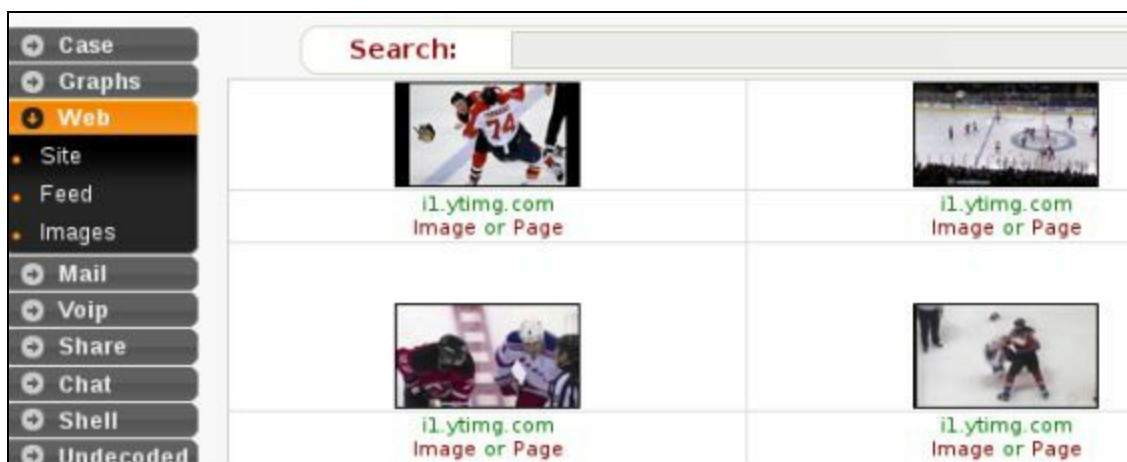 Case
Graphs
Web
Site
Feed
Images
Mail
Voip
Share
Chat
Shell
Undecoded
Search:
74
i1.ytimg.com
Image or Page
i1.ytimg.com
Image or Page
i1.ytimg.com
Image or Page
i1.ytimg.com
Image or Page